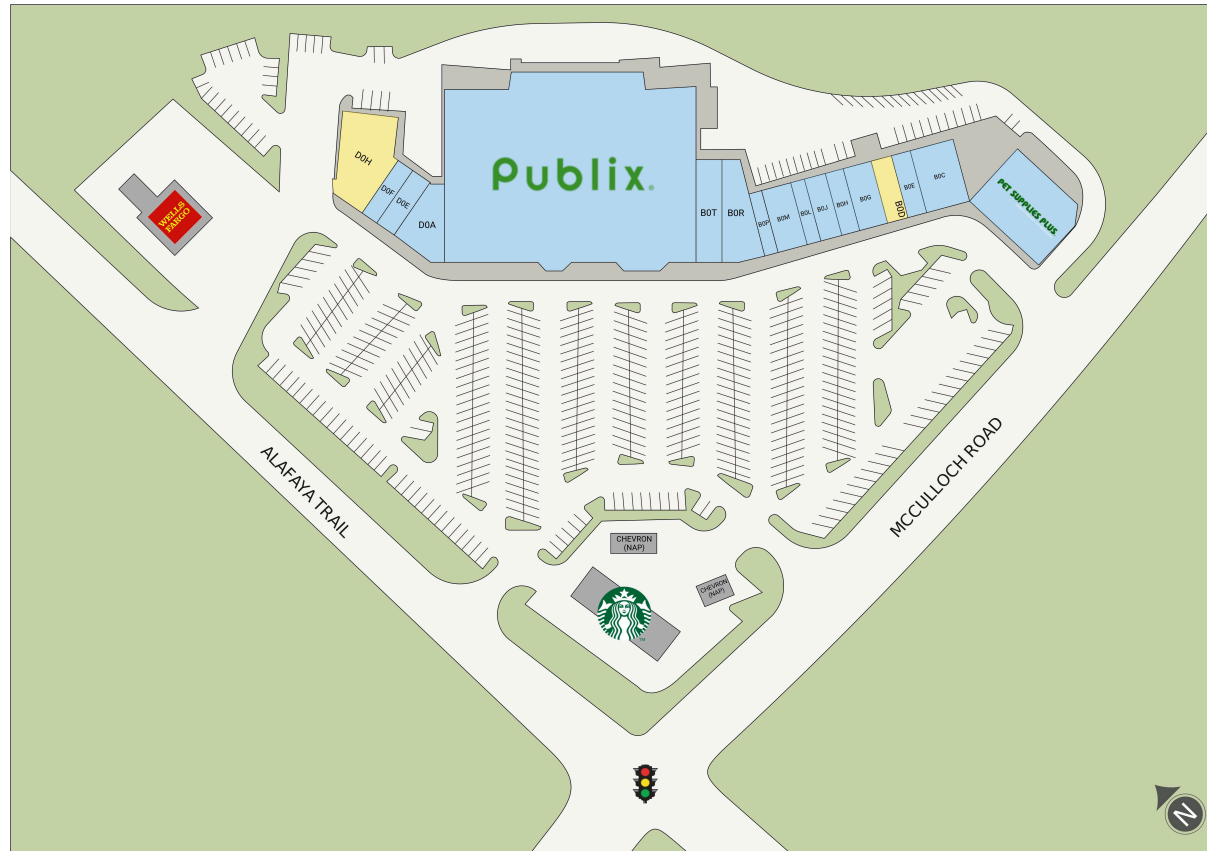 Publix.
D0H
D0F
D0E
D0A
B0T
B0R
B0P
B0M
B0L
B0J
B0H
B0G
B0D
B0E
B0C
PET SUPPLIES PLUS.
WELLS
FARGO
ALAFAYA TRAIL
MCCULLOCH ROAD
CHEVRON
(NAP)
CHEVRON
(NAP)
TM
N